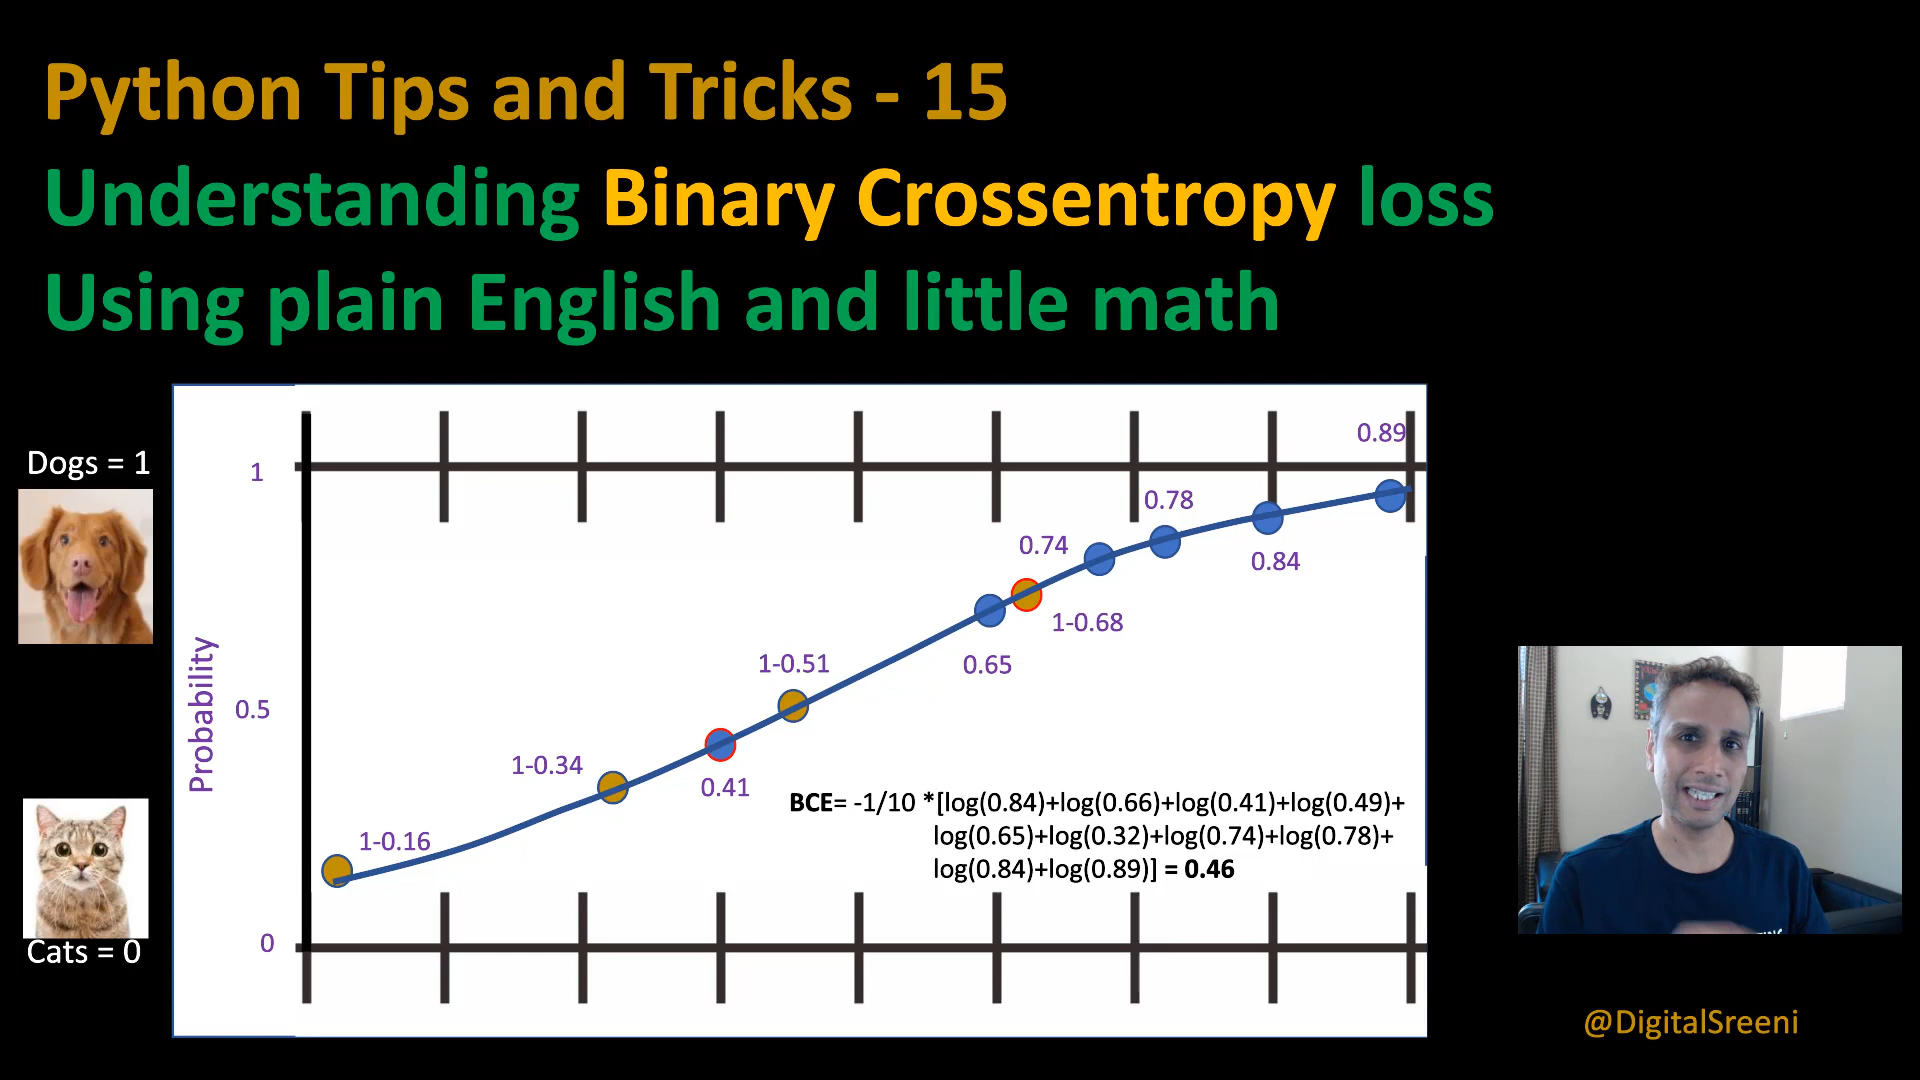 Python Tips and Tricks - 15
Understanding Binary Crossentropy loss
Using plain English and little math
Dogs = 1
Cats = 0
Probability
1
0.5
0
1-0.16
1-0.34
0.41
1-0.51
0.65
1-0.68
0.74
0.78
0.84
0.89
BCE= -1/10 *[log(0.84)+log(0.66)+log(0.41)+log(0.49)+
log(0.65)+log(0.32)+log(0.74)+log(0.78)+
log(0.84)+log(0.89)] = 0.46
@DigitalSreeni